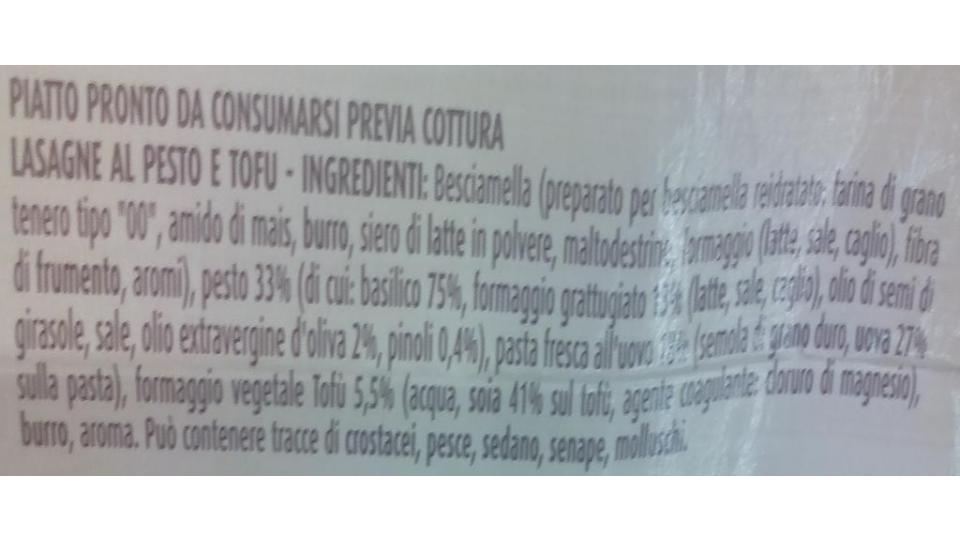 PIATTO PRONTO DA CONSUMARSI PREVIA COTTURA
LASAGNE AL PESTO E TOFU - INGREDIENTI: Besciamella (preparato per besciamella reidratato: farina di grano
tenero tipo "00", amido di mais, burro, siero di latte in polvere, maltodestrine, formaggio (latte, sale, caglio), fibra
di frumento, aromi), pesto 33% (di cui: basilico 75%, formaggio grattugiato (latte, sale, caglio), olio di semi di
girasole, sale, olio extravergine d'oliva 2%, pinoli 0,4%), pasta fresca all'uovo (semola di grano duro, uova 27%
sulla pasta), formaggio vegetale Tofù 5,5% (acqua, soia 41% sul tofù, agente coagulante: cloruro di magnesio),
burro, aroma. Può contenere tracce di crostacei, pesce, sedano, senape, molluschi.